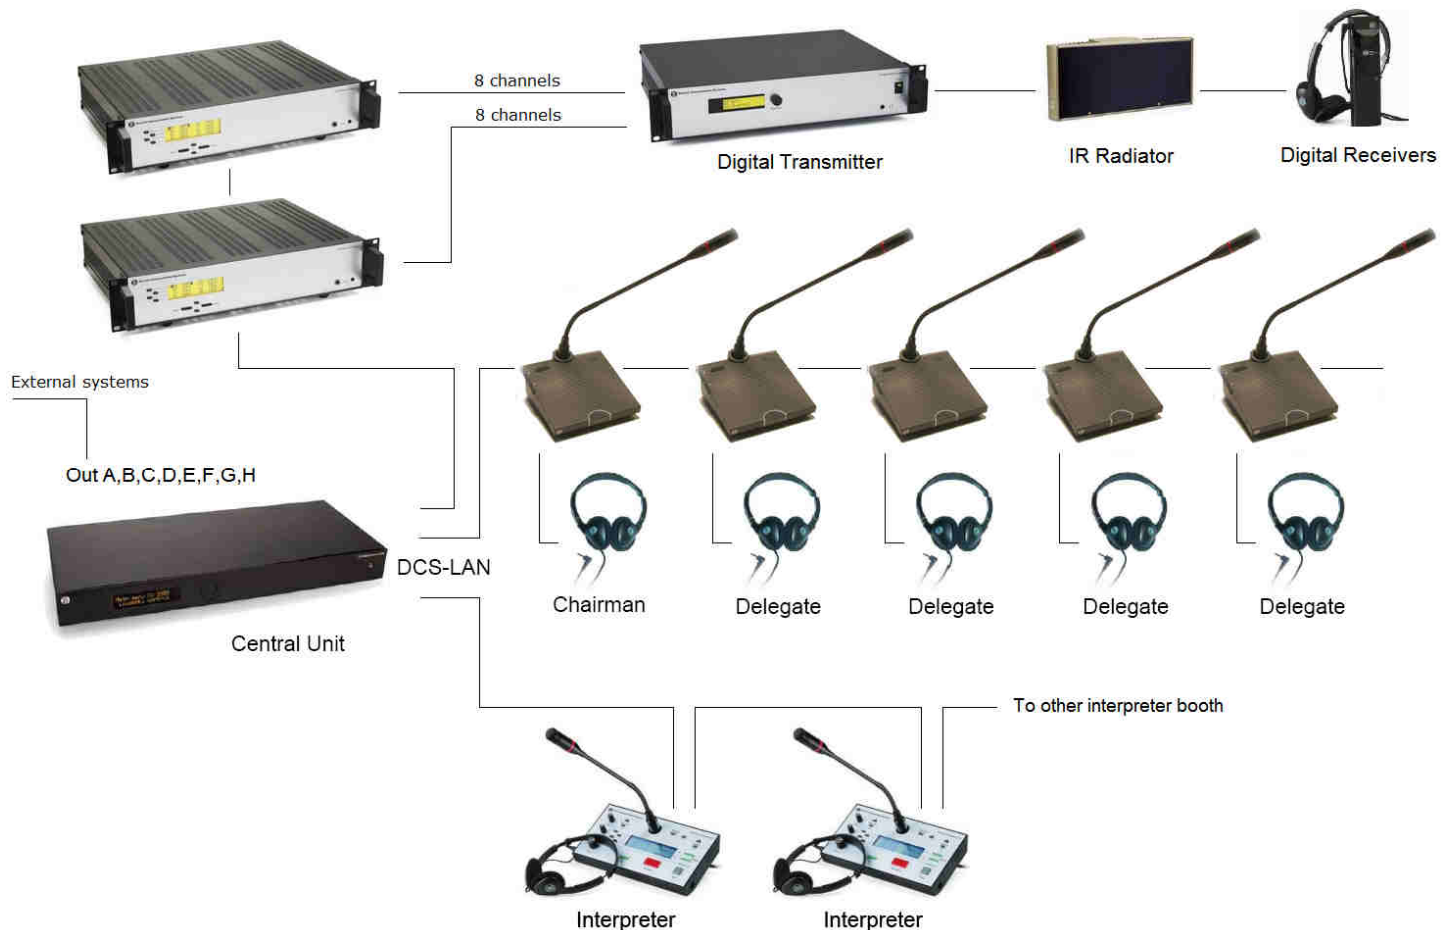 8 channels
8 channels
Digital Transmitter
IR Radiator
Digital Receivers
External systems
Out A,B,C,D,E,F,G,H
DCS-LAN
Central Unit
Chairman
Delegate
Delegate
Delegate
Delegate
To other interpreter booth
Interpreter
Interpreter